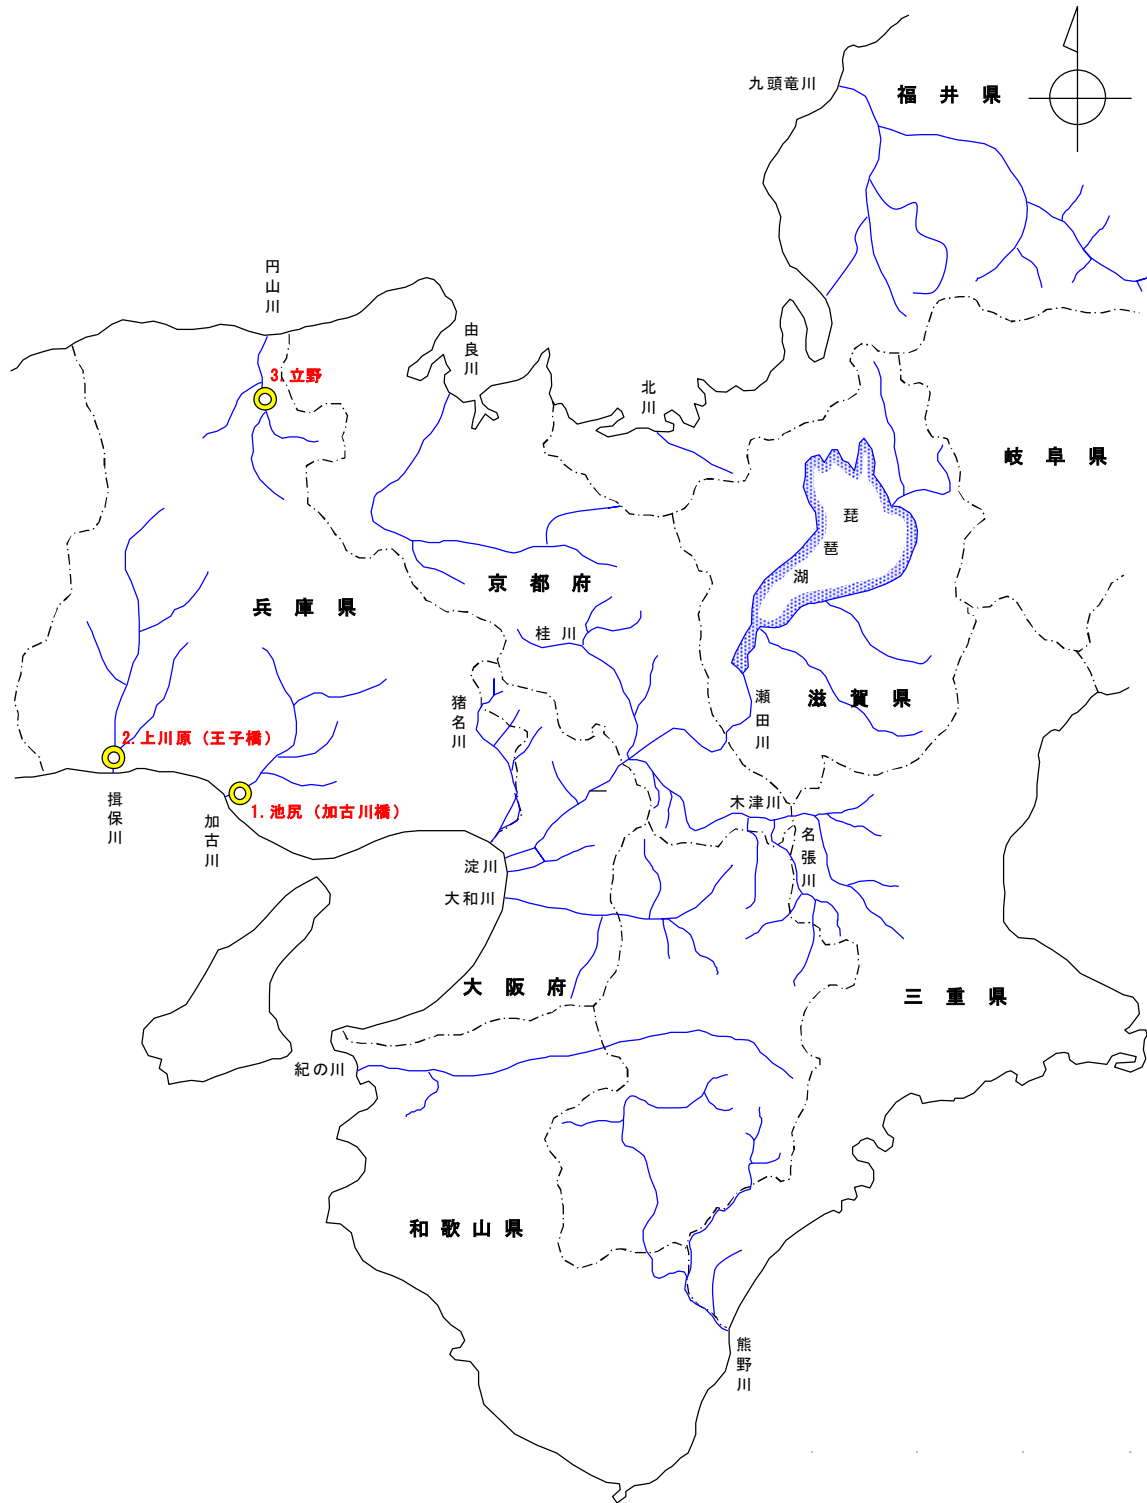 九頭竜川
福井県
円山川
由良川
3. 立野
北川
岐阜県
琵琶湖
京都府
兵庫県
桂川
猪名川
瀬田川
滋賀県
2. 上川原（王子橋）
揖保川
加古川
1. 池尻（加古川橋）
木津川
名張川
淀川
大和川
大阪府
三重県
紀の川
和歌山県
熊野川